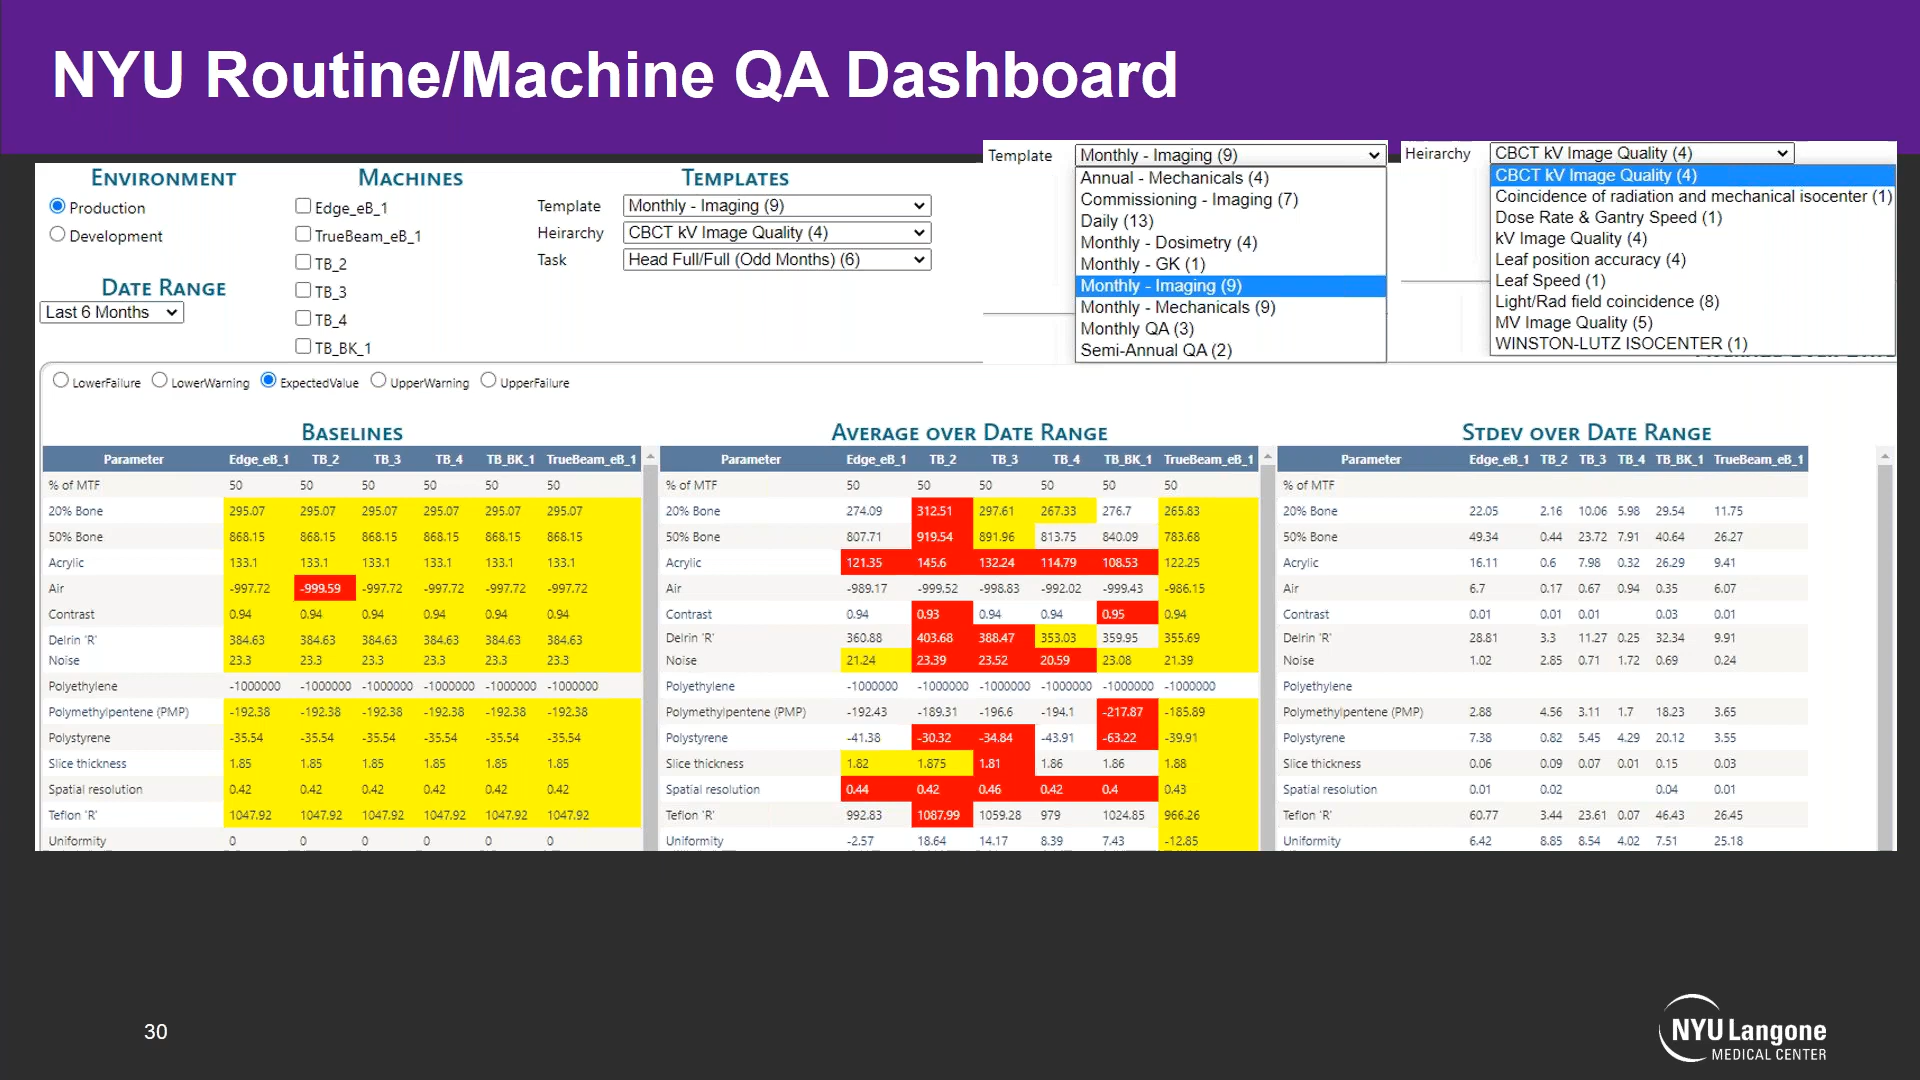 NYU Routine/Machine QA Dashboard
ENVIRONMENT
Production
Development
DATE RANGE
Last 6 Months
MACHINES
Edge_eB_1
TrueBeam_eB_1
TB_2
TB_3
TB_4
TB_BK_1
TEMPLATES
Template Monthly - Imaging (9)
Heirarchy CBCT kV Image Quality (4)
Task Head Full/Full (Odd Months) (6)
Template Monthly - Imaging (9)
Annual - Mechanicals (4)
Commissioning - Imaging (7)
Daily (13)
Monthly - Dosimetry (4)
Monthly - GK (1)
Monthly - Imaging (9)
Monthly - Mechanicals (9)
Monthly QA (3)
Semi-Annual QA (2)
Heirarchy CBCT kV Image Quality (4)
CBCT kV Image Quality (4)
Coincidence of radiation and mechanical isocenter (1)
Dose Rate & Gantry Speed (1)
kV Image Quality (4)
Leaf position accuracy (4)
Leaf Speed (1)
Light/Rad field coincidence (8)
MV Image Quality (5)
WINSTON-LUTZ ISOCENTER (1)
LowerFailure LowerWarning ExpectedValue UpperWarning UpperFailure
BASELINES
Parameter Edge_eB_1 TB_2 TB_3 TB_4 TB_BK_1 TrueBeam_eB_1
% of MTF 50 50 50 50 50 50
20% Bone 295.07 295.07 295.07 295.07 295.07 295.07
50% Bone 868.15 868.15 868.15 868.15 868.15 868.15
Acrylic 133.1 133.1 133.1 133.1 133.1 133.1
Air -997.72 -999.59 -997.72 -997.72 -997.72 -997.72
Contrast 0.94 0.94 0.94 0.94 0.94 0.94
Delrin 'R' 384.63 384.63 384.63 384.63 384.63 384.63
Noise 23.3 23.3 23.3 23.3 23.3 23.3
Polyethylene -1000000 -1000000 -1000000 -1000000 -1000000 -1000000
Polymethylpentene (PMP) -192.38 -192.38 -192.38 -192.38 -192.38 -192.38
Polystyrene -35.54 -35.54 -35.54 -35.54 -35.54 -35.54
Slice thickness 1.85 1.85 1.85 1.85 1.85 1.85
Spatial resolution 0.42 0.42 0.42 0.42 0.42 0.42
Teflon 'R' 1047.92 1047.92 1047.92 1047.92 1047.92 1047.92
Uniformity 0 0 0 0 0 0
AVERAGE OVER DATE RANGE
Parameter Edge_eB_1 TB_2 TB_3 TB_4 TB_BK_1 TrueBeam_eB_1
% of MTF 50 50 50 50 50 50
20% Bone 274.09 312.51 297.61 267.33 276.7 265.83
50% Bone 807.71 919.54 891.96 813.75 840.09 783.68
Acrylic 121.35 145.6 132.24 114.79 108.53 122.25
Air -989.17 -999.52 -998.83 -992.02 -999.43 -986.15
Contrast 0.94 0.93 0.94 0.94 0.95 0.94
Delrin 'R' 360.88 403.68 388.47 353.03 359.95 355.69
Noise 21.24 23.39 23.52 20.59 23.08 21.39
Polyethylene -1000000 -1000000 -1000000 -1000000 -1000000 -1000000
Polymethylpentene (PMP) -192.43 -189.31 -196.6 -194.1 -217.87 -185.89
Polystyrene -41.38 -30.32 -34.84 -43.91 -63.22 -39.91
Slice thickness 1.82 1.875 1.81 1.86 1.86 1.88
Spatial resolution 0.44 0.42 0.46 0.42 0.4 0.43
Teflon 'R' 992.83 1087.99 1059.28 979 1024.85 966.26
Uniformity -2.57 18.64 14.17 8.39 7.43 -12.85
STDEV OVER DATE RANGE
Parameter Edge_eB_1 TB_2 TB_3 TB_4 TB_BK_1 TrueBeam_eB_1
% of MTF
20% Bone 22.05 2.16 10.06 5.98 29.54 11.75
50% Bone 49.34 0.44 23.72 7.91 40.64 26.27
Acrylic 16.11 0.6 7.98 0.32 26.29 9.41
Air 6.7 0.17 0.67 0.94 0.35 6.07
Contrast 0.01 0.01 0.01 0.03 0.01
Delrin 'R' 28.81 3.3 11.27 0.25 32.34 9.91
Noise 1.02 2.85 0.71 1.72 0.69 0.24
Polyethylene
Polymethylpentene (PMP) 2.88 4.56 3.11 1.7 18.23 3.65
Polystyrene 7.38 0.82 5.45 4.29 20.12 3.55
Slice thickness 0.06 0.09 0.07 0.01 0.15 0.03
Spatial resolution 0.01 0.02 0.04 0.01
Teflon 'R' 60.77 3.44 23.61 0.07 46.43 26.45
Uniformity 6.42 8.85 8.54 4.02 7.51 25.18
30
NYU Langone
MEDICAL CENTER